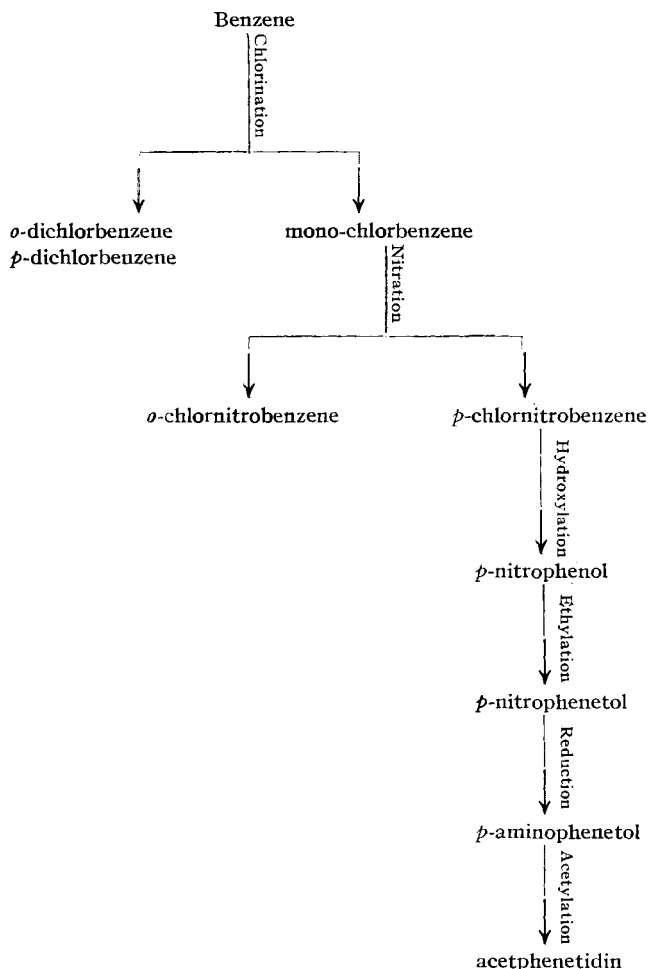 Benzene
Chlorination
o-dichlorbenzene
p-dichlorbenzene
mono-chlorbenzene
Nitration
o-chlornitrobenzene
p-chlornitrobenzene
Hydroxylation
p-nitrophenol
Ethylation
p-nitrophenetol
Reduction
p-aminophenetol
Acetylation
acetphenetidin